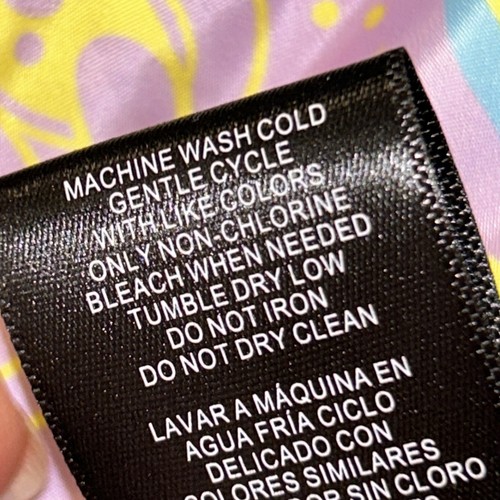 MACHINE WASH COLD
GENTLE CYCLE
WITH LIKE COLORS
ONLY NON-CHLORINE
BLEACH WHEN NEEDED
TUMBLE DRY LOW
DO NOT IRON
DO NOT DRY CLEAN
LAVAR A MÁQUINA EN
AGUA FRÍA CICLO
DELICADO CON
COLORES SIMILARES
SIN CLORO